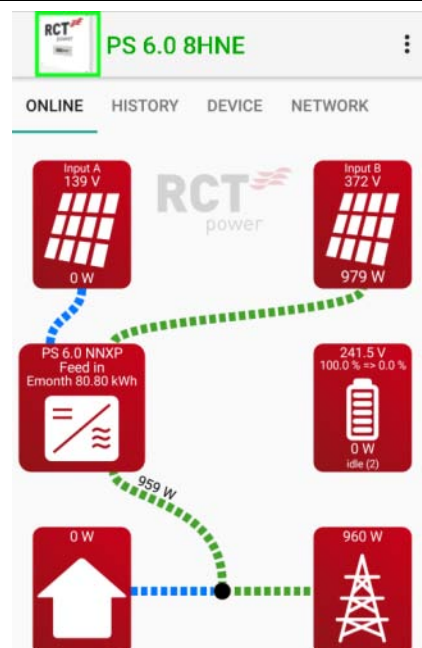 RCT
power
PS 6.0 8HNE
ONLINE HISTORY DEVICE NETWORK
Input A
139 V
0 W
RCT
power
Input B
372 V
979 W
PS 6.0 NNXP
Feed in
Emonth 80.80 kWh
241.5 V
100.0 % => 0.0 %
0 W
idle (2)
959 W
0 W
960 W